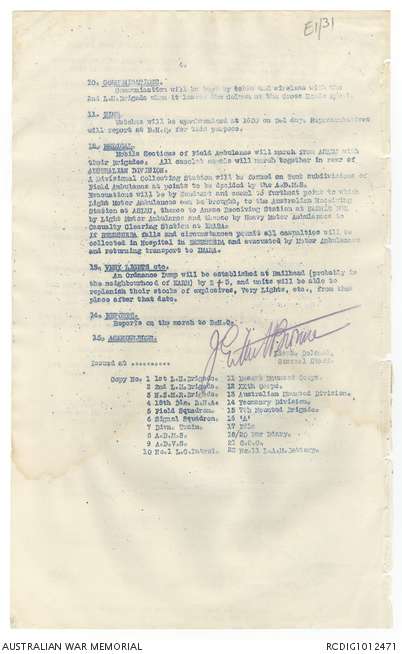 E1/31
4.
10. COMMUNICATIONS.
Communication will be kept by cable and wireless with the
2nd L.H.Brigade when it leaves the column at the Cross Roads
11. TIME.
Watches will be synchronised at 1600 on Z-1 day. Representatives
will report at D.H.Q. for this purpose.
12. MEDICAL.
Mobile Sections of Field Ambulance will march from ASLUJ with
their Brigades. All camel will march together in rear of
AUSTRALIAN DIVISION.
A Divisional Collecting Station will be formed on Tent subdivisions of
Field Ambulance at points to be decided by the A.D.M.S.
Evacuations will be by Sandcart and camel to furthest point to which
Light Motor Ambulances can be brought, to the Australian Receiving
Station at ASLUJ, thence to Anzac Receiving Station at
by Light Motor Ambulance and thence by Heavy Motor Ambulance to
Casualty Clearing Station at IMARA.
If BEERSHEBA falls and circumstances permit all casualties will be
collected in Hospital in BEERSHEBA and evacuated by Motor Ambulances
and returning transport to IMARA.
13. VERY LIGHTS etc.
An Ordnance Dump will be established at Railhead (probably in
the neighbourhood of KARM) by Z + 3, and units will be able to
replenish their stocks of explosives, Very Lights, etc., from this
place after that date.
14. REPORTS.
Reports on the march to D.H.Q.
15. ACKNOWLEDGE.
Lieut. Colonel,
General Staff.
Issued at .........
Copy No. 1 1st L.H.Brigade. 11 Desert Mounted Corps.
2 2nd L.H.Brigade. 12 XXth Corps.
3 N.Z.M.R.Brigade. 13 Australian Mounted Division.
4 18th Bde. R.H.A. 14 Yeomanry Division.
5 Field Squadron. 15 7th Mounted Brigade.
6 Signal Squadron. 16 'A'
7 Divn. Train. 17 File
8 A.D.M.S. 18/20 War Diary.
9 A.D.V.S. 21 G.O.C.
10 No.1 L.C.Patrol. 22 No.11 L.A.M.Battery.
AUSTRALIAN WAR MEMORIAL
RCDIG1012471